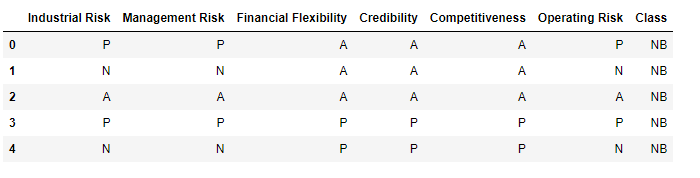 Industrial Risk Management Risk Financial Flexibility Credibility Competitiveness Operating Risk Class
0 P P A A A P NB
1 N N A A A N NB
2 A A A A A A NB
3 P P P P P P NB
4 N N P P P N NB